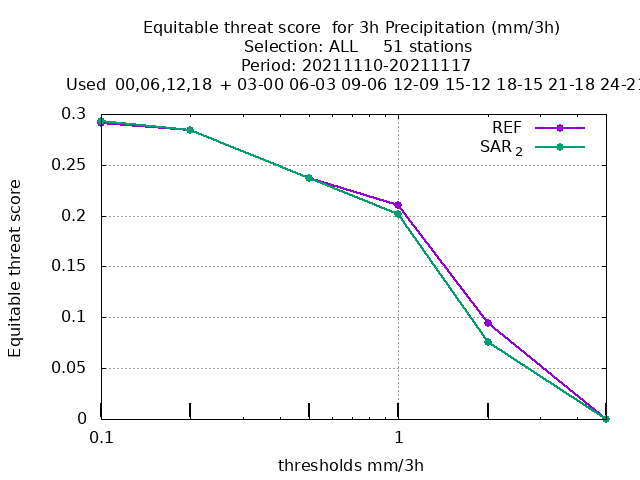 Equitable threat score  for 3h Precipitation (mm/3h)
Selection: ALL     51 stations
Period: 20211110-20211117
Used  00,06,12,18  + 03-00 06-03 09-06 12-09  15-12 18-15 21-18 24-21
0.3
REF
SAR 2
0.25
0.2
0.15
0.1
0.05
0
Equitable threat score
0.1
1
thresholds mm/3h